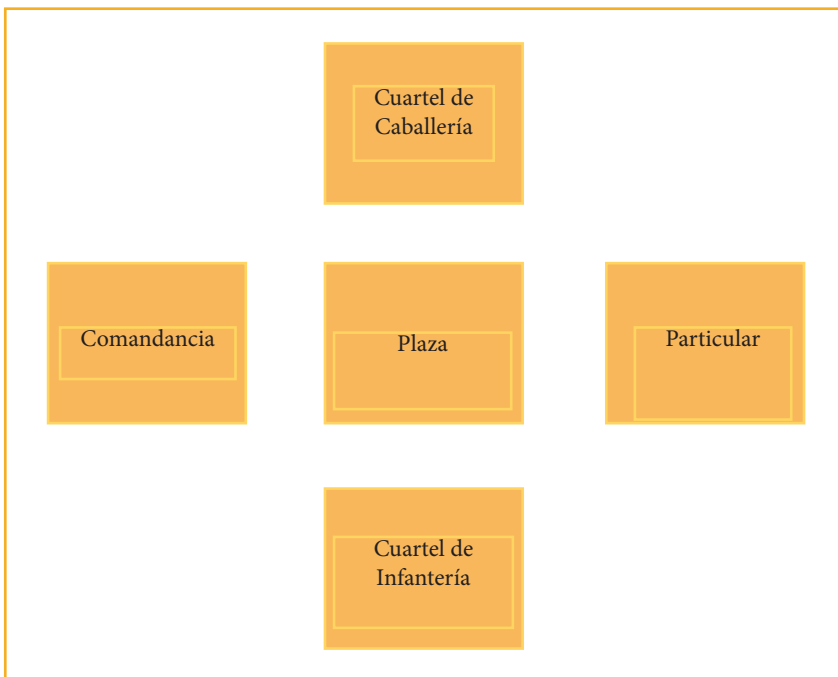 Cuartel de
Caballería
Comandancia
Plaza
Particular
Cuartel de
Infantería